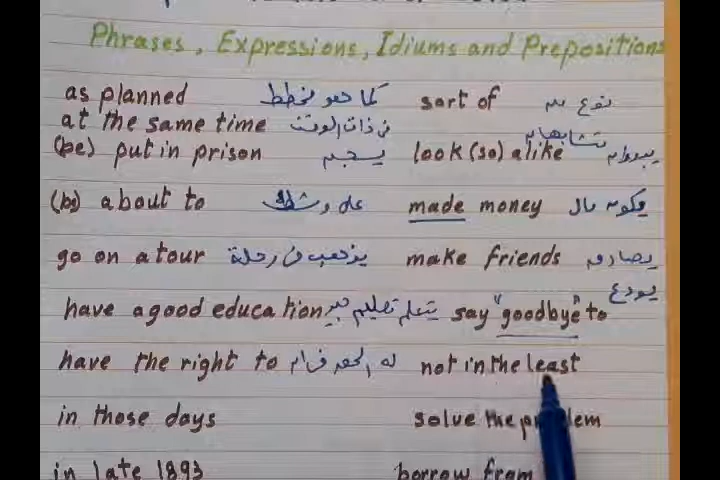 Phrases, Expressions, Idiums and Prepositions
as planned كما هو مخطط sort of نوع من
at the same time في ذات الوقت
(be) put in prison يسجن look (so) alike يبدوان متشابهان
(be) about to على وشك made money يكون مال
go on a tour يذهب في رحلة make friends يصادق
have a good education يتعلم تعليم جيد say "goodbye" to يودع
have the right to له الحق في not in the least
in those days solve the problem
in late 1893 borrow from